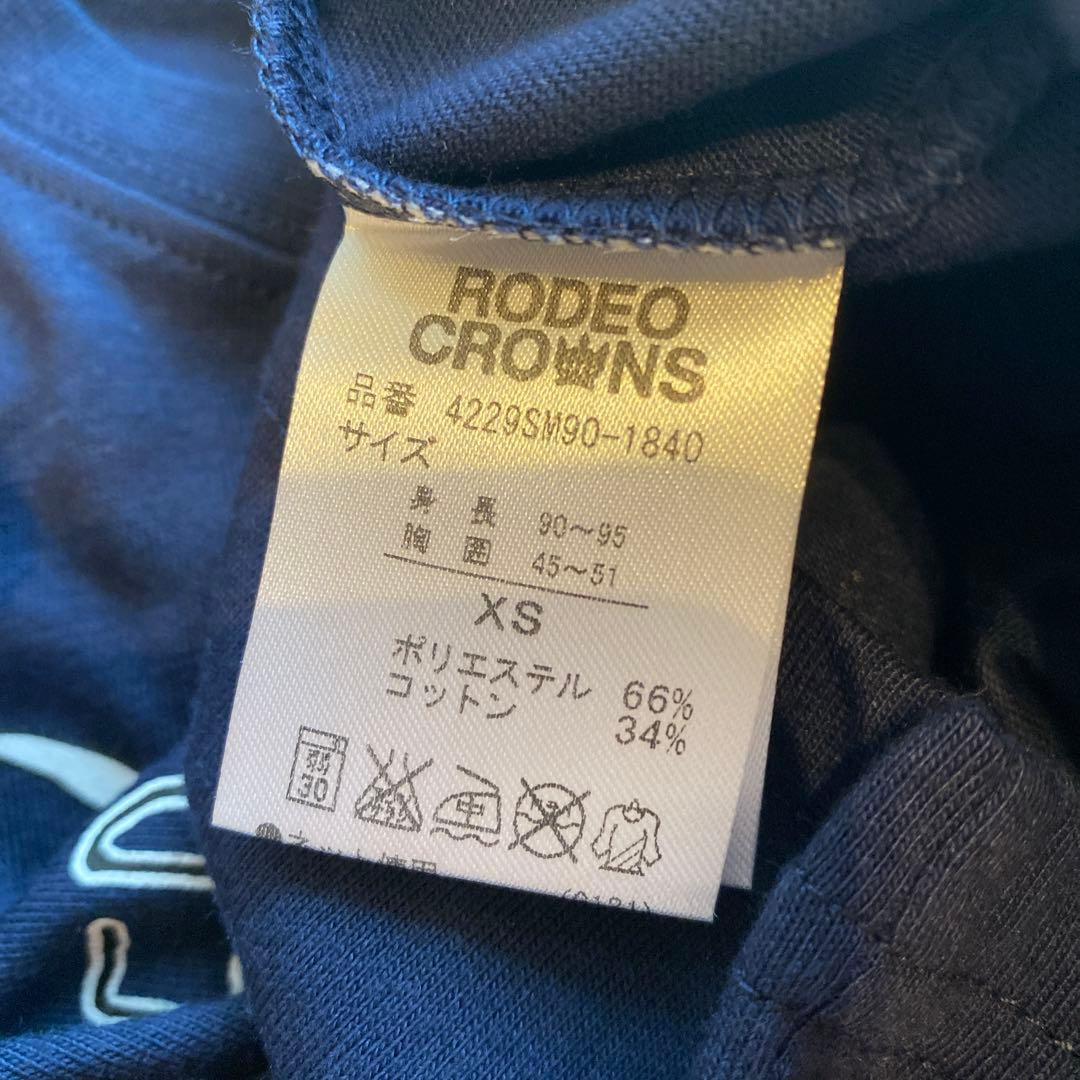 RODEO
CROWNS
品番 4229SM90-1840
サイズ
身長 90〜95
胸囲 45〜51
XS
ポリエステル 66%
コットン 34%
弱
30
中